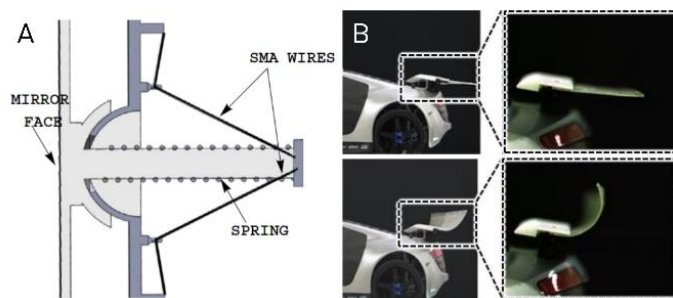 A
SMA WIRES
MIRROR
FACE
SPRING
B